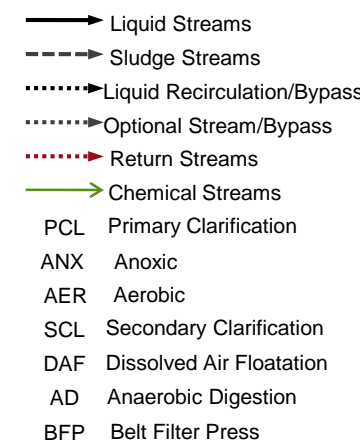 Liquid Streams
Sludge Streams
Liquid Recirculation/Bypass
Optional Stream/Bypass
Return Streams
Chemical Streams
PCL Primary Clarification
ANX Anoxic
AER Aerobic
SCL Secondary Clarification
DAF Dissolved Air Floatation
AD Anaerobic Digestion
BFP Belt Filter Press